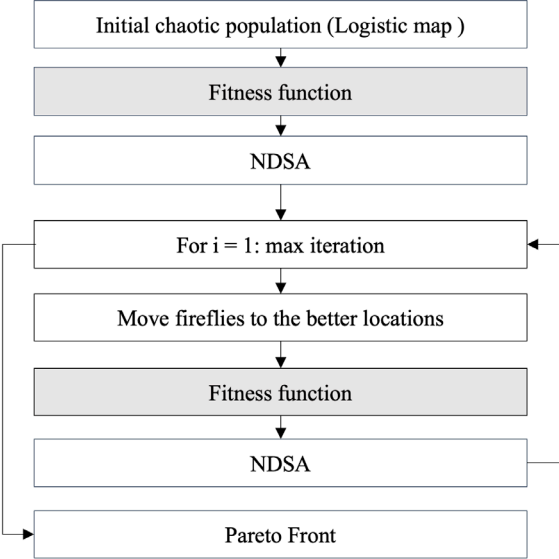 Initial chaotic population (Logistic map )
Fitness function
NDSA
For i = 1: max iteration
Move fireflies to the better locations
Fitness function
NDSA
Pareto Front